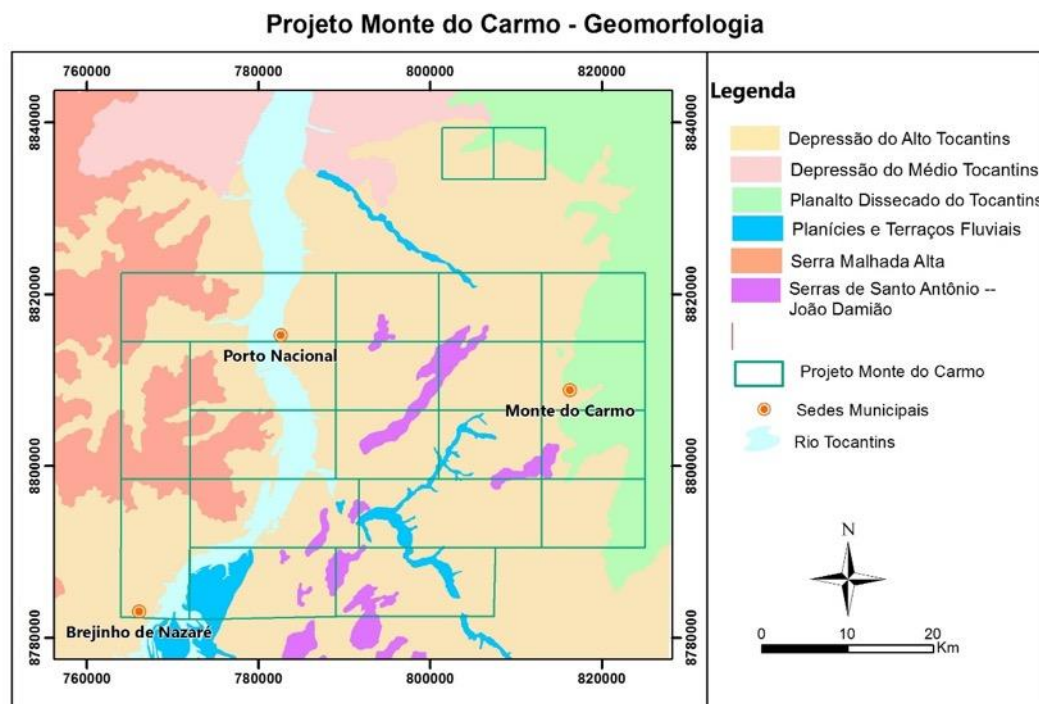 Projeto Monte do Carmo - Geomorfologia
760000
780000
800000
820000
8840000
8820000
8800000
8780000
8840000
8820000
8800000
8780000
Porto Nacional
Monte do Carmo
Brejinho de Nazaré
760000
780000
800000
820000
Legenda
Depressão do Alto Tocantins
Depressão do Médio Tocantins
Planalto Dissecado do Tocantins
Planícies e Terraços Fluviais
Serra Malhada Alta
Serras de Santo Antônio --
João Damião
Projeto Monte do Carmo
Sedes Municipais
Rio Tocantins
N
0 10 20
Km